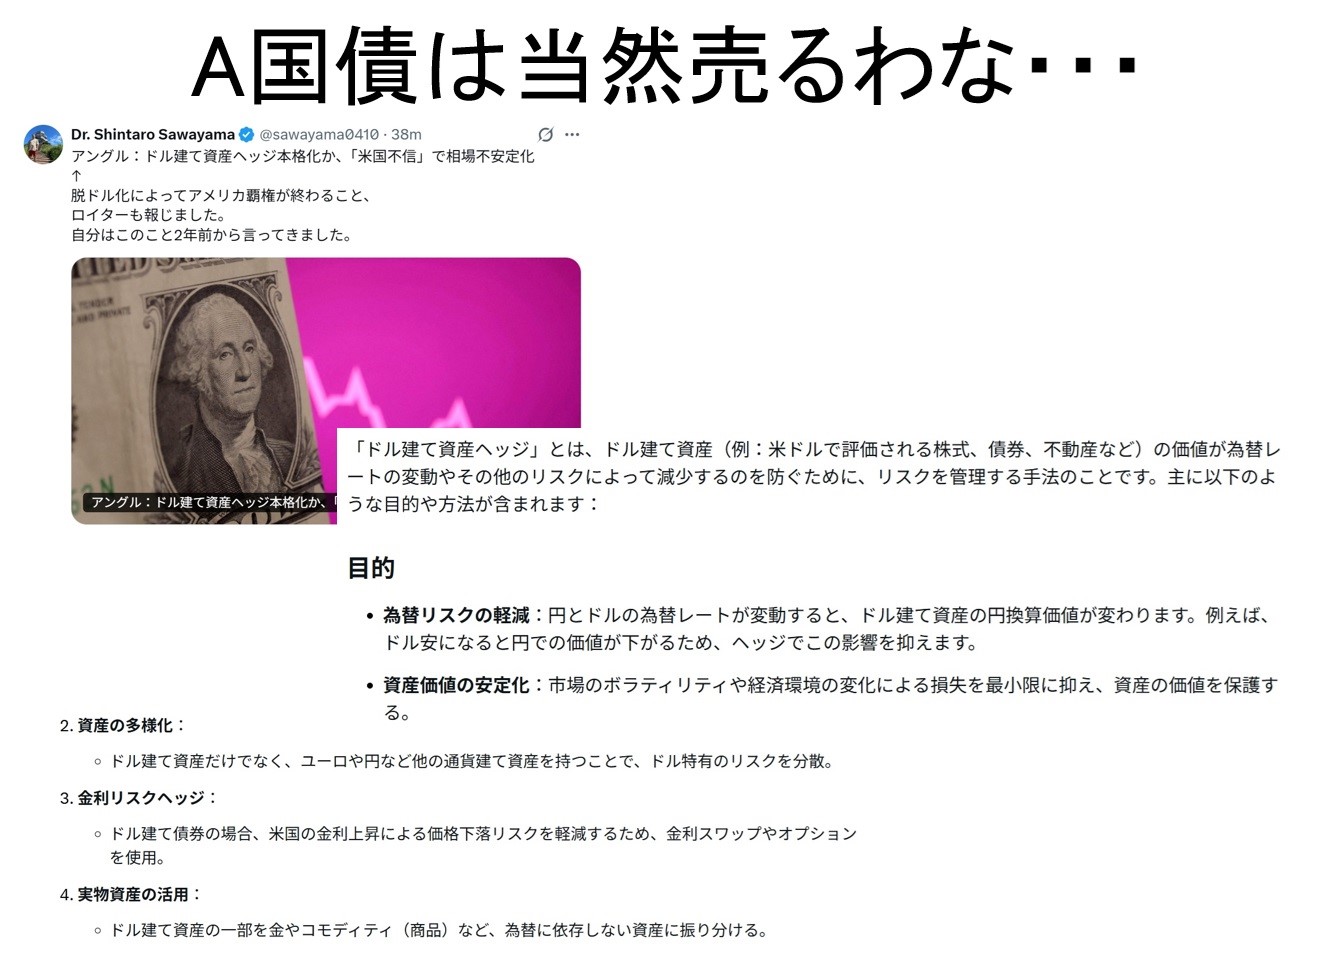 A国債は当然売るわな・・・
Dr. Shintaro Sawayama @sawayama0410 · 38m
アングル：ドル建て資産ヘッジ本格化か、「米国不信」で相場不安定化
↑
脱ドル化によってアメリカ覇権が終わること、
ロイターも報じました。
自分はこのこと2年前から言ってきました。
TENDER
AND PRIVATE
アングル：ドル建て資産ヘッジ本格化か、「
「ドル建て資産ヘッジ」とは、ドル建て資産（例：米ドルで評価される株式、債券、不動産など）の価値が為替レ
ートの変動やその他のリスクによって減少するのを防ぐために、リスクを管理する手法のことです。主に以下のよ
うな目的や方法が含まれます：
目的
• 為替リスクの軽減：円とドルの為替レートが変動すると、ドル建て資産の円換算価値が変わります。例えば、
ドル安になると円での価値が下がるため、ヘッジでこの影響を抑えます。
• 資産価値の安定化：市場のボラティリティや経済環境の変化による損失を最小限に抑え、資産の価値を保護す
る。
2. 資産の多様化：
○ ドル建て資産だけでなく、ユーロや円など他の通貨建て資産を持つことで、ドル特有のリスクを分散。
3. 金利リスクヘッジ：
○ ドル建て債券の場合、米国の金利上昇による価格下落リスクを軽減するため、金利スワップやオプション
を使用。
4. 実物資産の活用：
○ ドル建て資産の一部を金やコモディティ（商品）など、為替に依存しない資産に振り分ける。